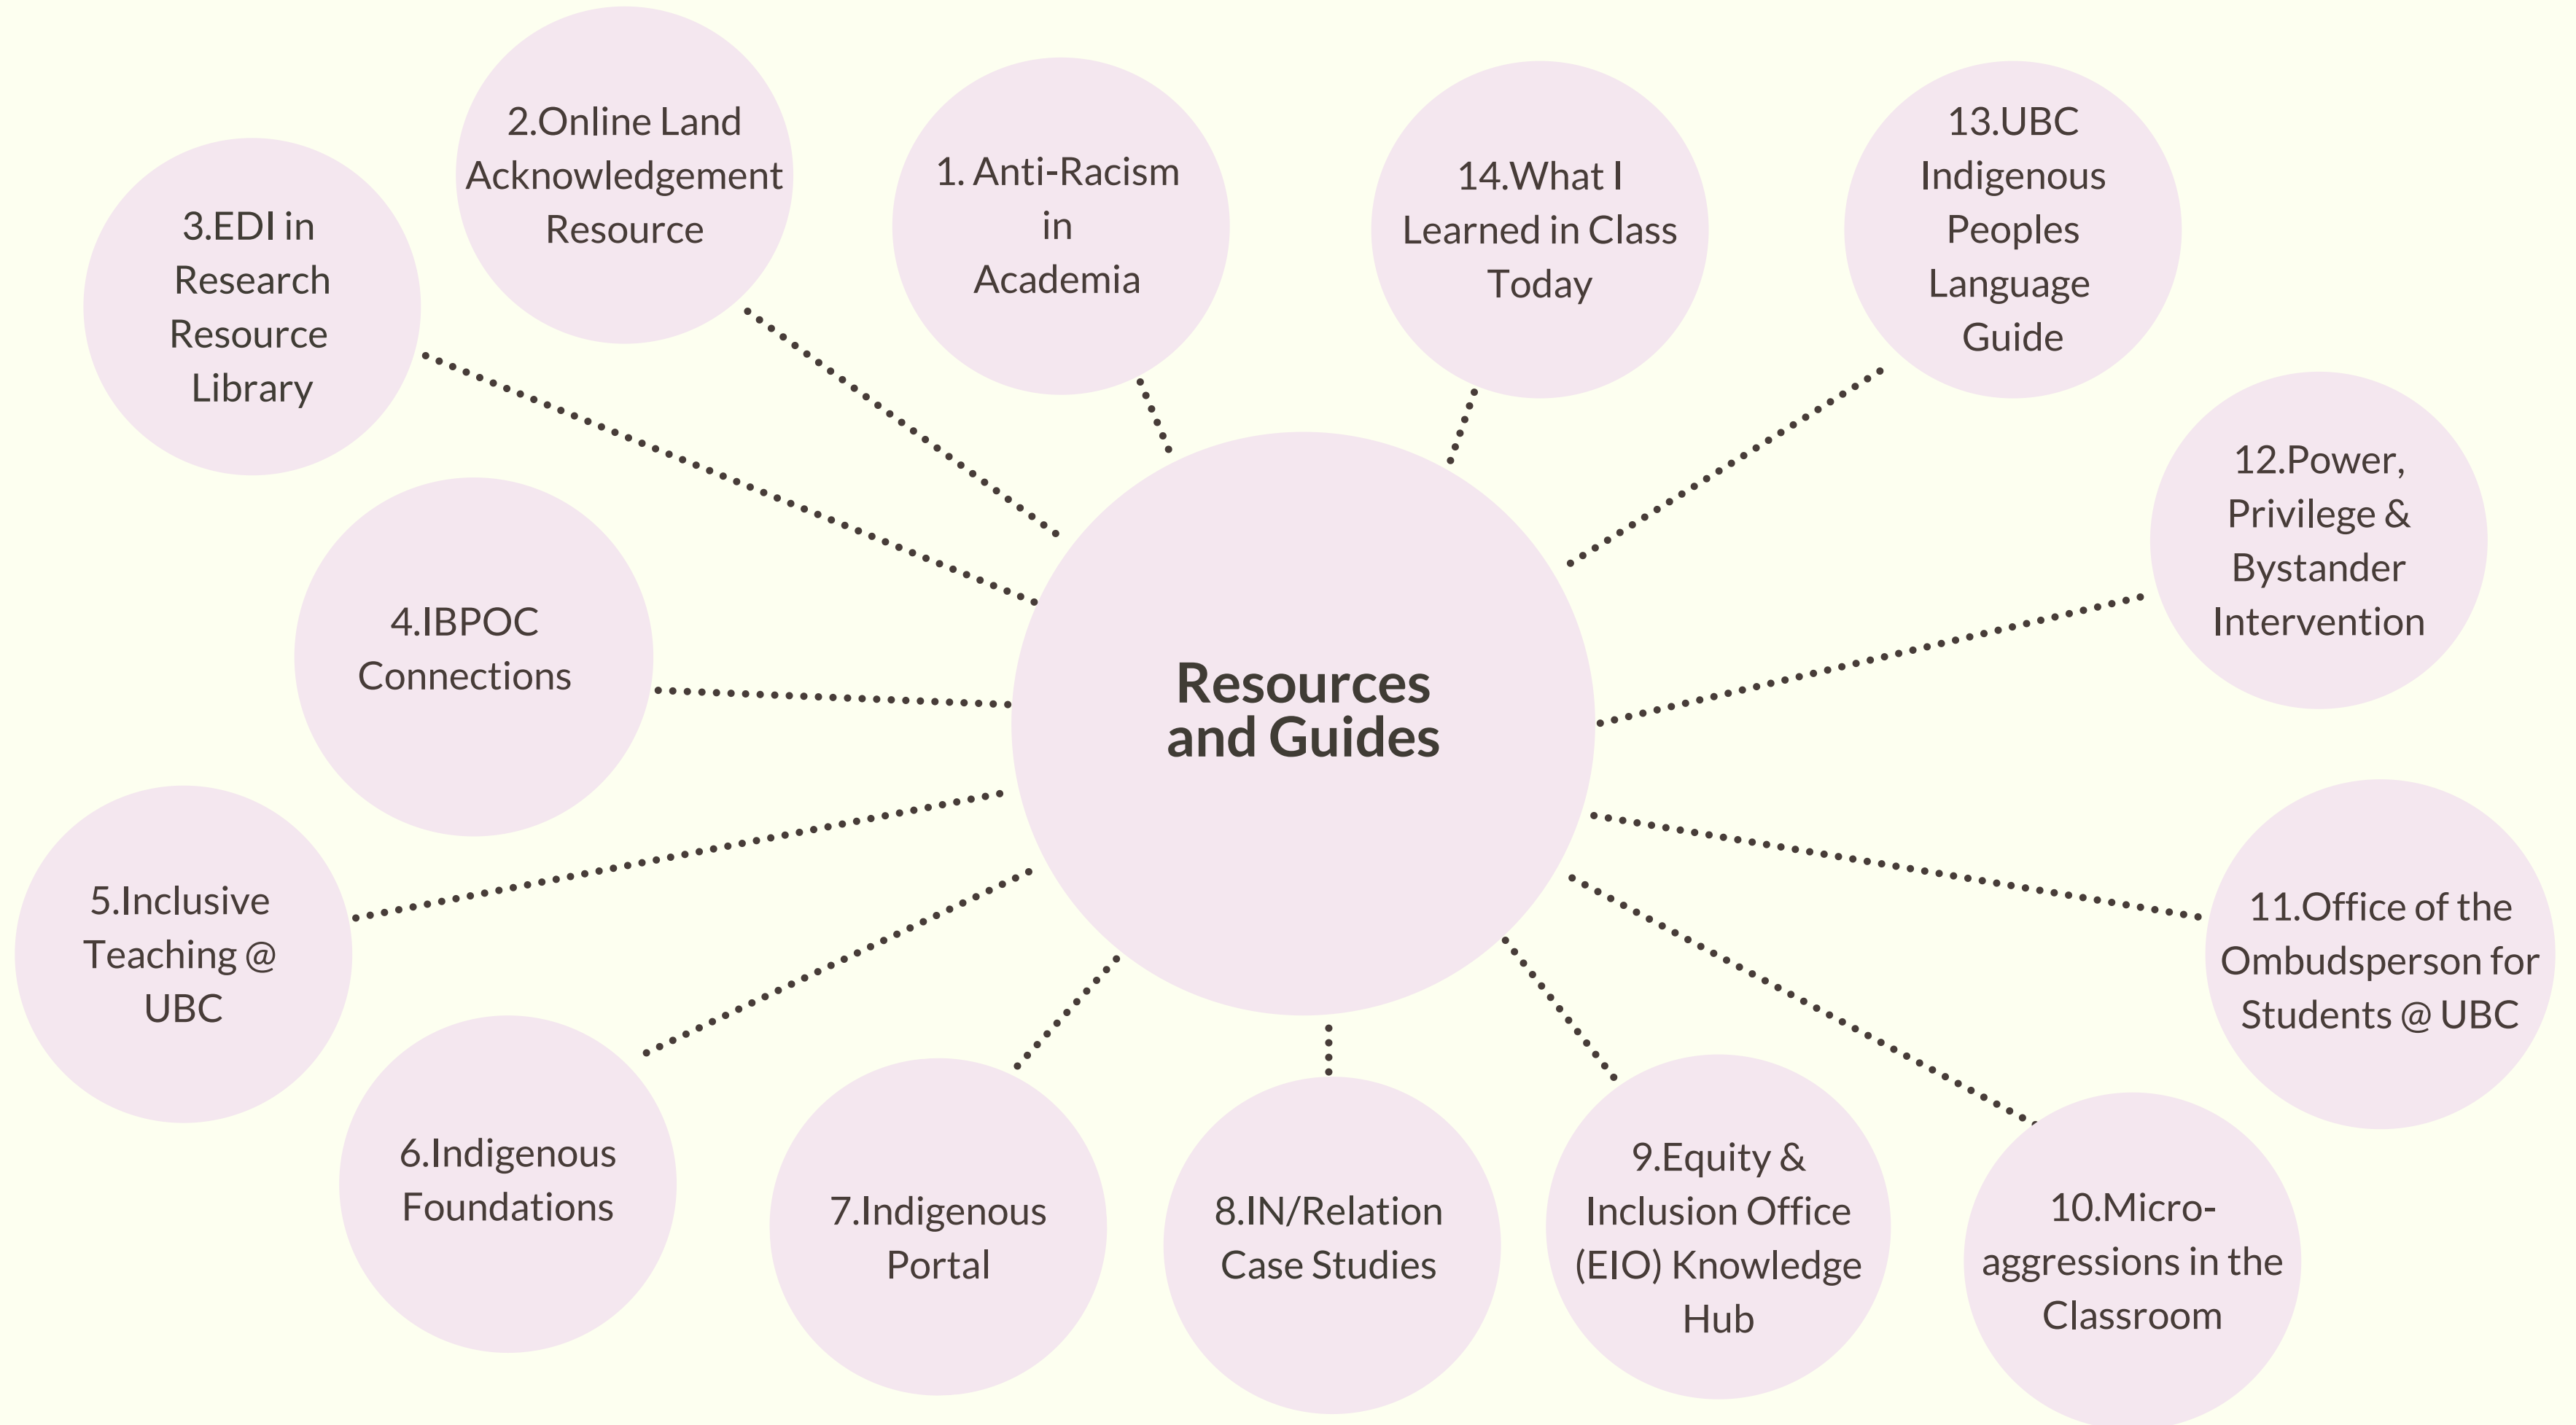 Resources
and Guides
1. Anti-Racism
in
Academia
2.Online Land
Acknowledgement
Resource
3.EDI in
Research
Resource
Library
4.IBPOC
Connections
5.Inclusive
Teaching @
UBC
6.Indigenous
Foundations
7.Indigenous
Portal
8.IN/Relation
Case Studies
9.Equity &
Inclusion Office
(EIO) Knowledge
Hub
10.Micro-
aggressions in the
Classroom
11.Office of the
Ombudsperson for
Students @ UBC
12.Power,
Privilege &
Bystander
Intervention
13.UBC
Indigenous
Peoples
Language
Guide
14.What I
Learned in Class
Today